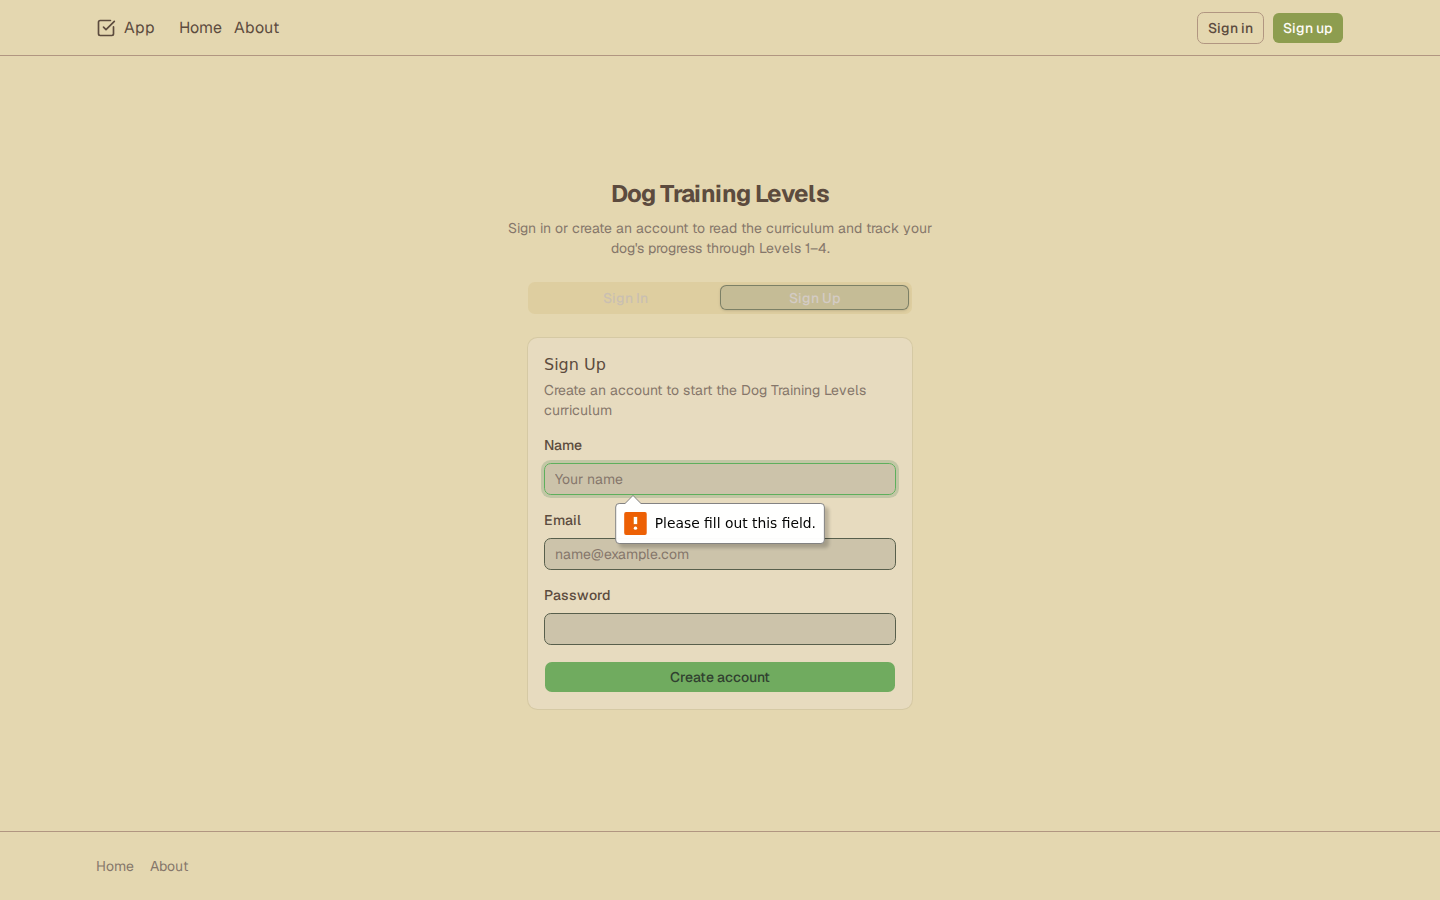 App Home About Sign in Sign up
Dog Training Levels
Sign in or create an account to read the curriculum and track your
dog's progress through Levels 1–4.
Sign In Sign Up
Sign Up
Create an account to start the Dog Training Levels
curriculum
Name
Your name
Please fill out this field.
Email
name@example.com
Password
Create account
Home About